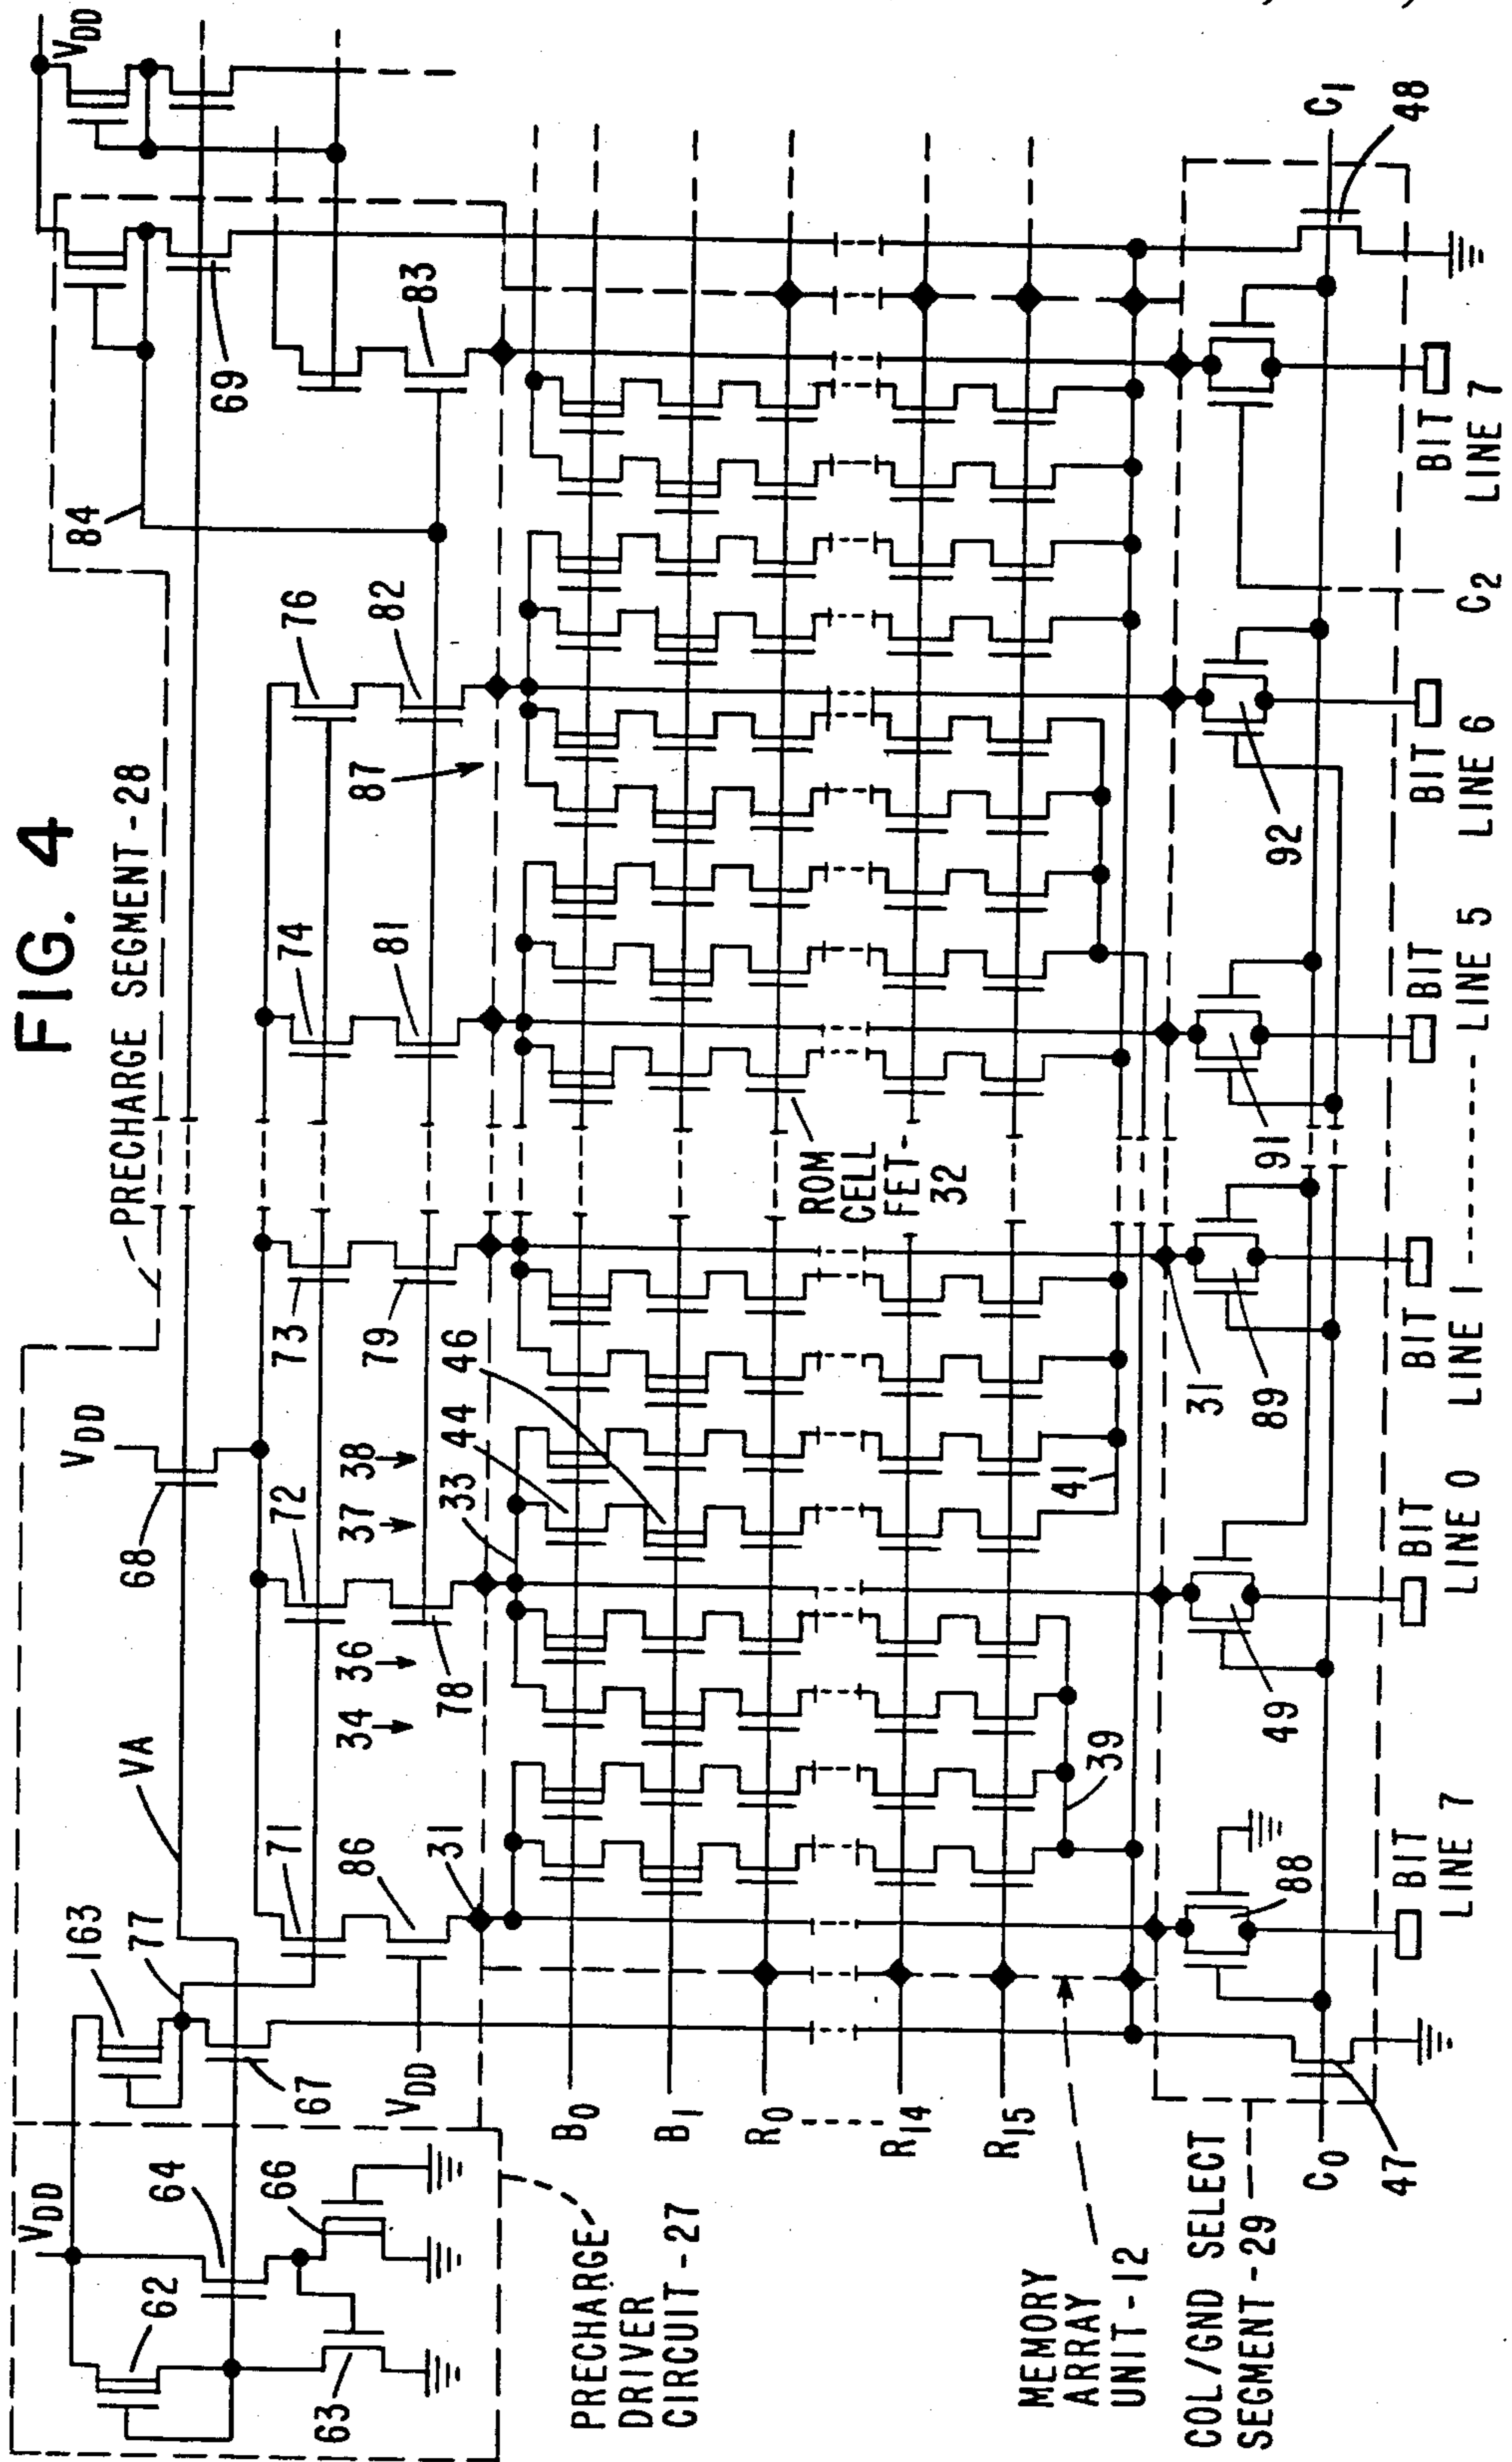 FIG. 4
PRECHARGE SEGMENT-28
VDD
VDD
VDD
VA
163
77
68
62
64
66
63
67
69
84
71
72
73
74
76
VDD
86
31
78
79
81
82
83
34
36
37
38
33
44
46
87
PRECHARGE
DRIVER
CIRCUIT-27
B0
B1
R0
R14
R15
ROM
CELL
FET-
32
39
41
MEMORY
ARRAY
UNIT-12
COL/GND SELECT
SEGMENT-29
C0
47
88
49
31
89
91
92
C2
C1
48
BIT
LINE 7
BIT
LINE 0
BIT
LINE 1
BIT
LINE 5
BIT
LINE 6
BIT
LINE 7